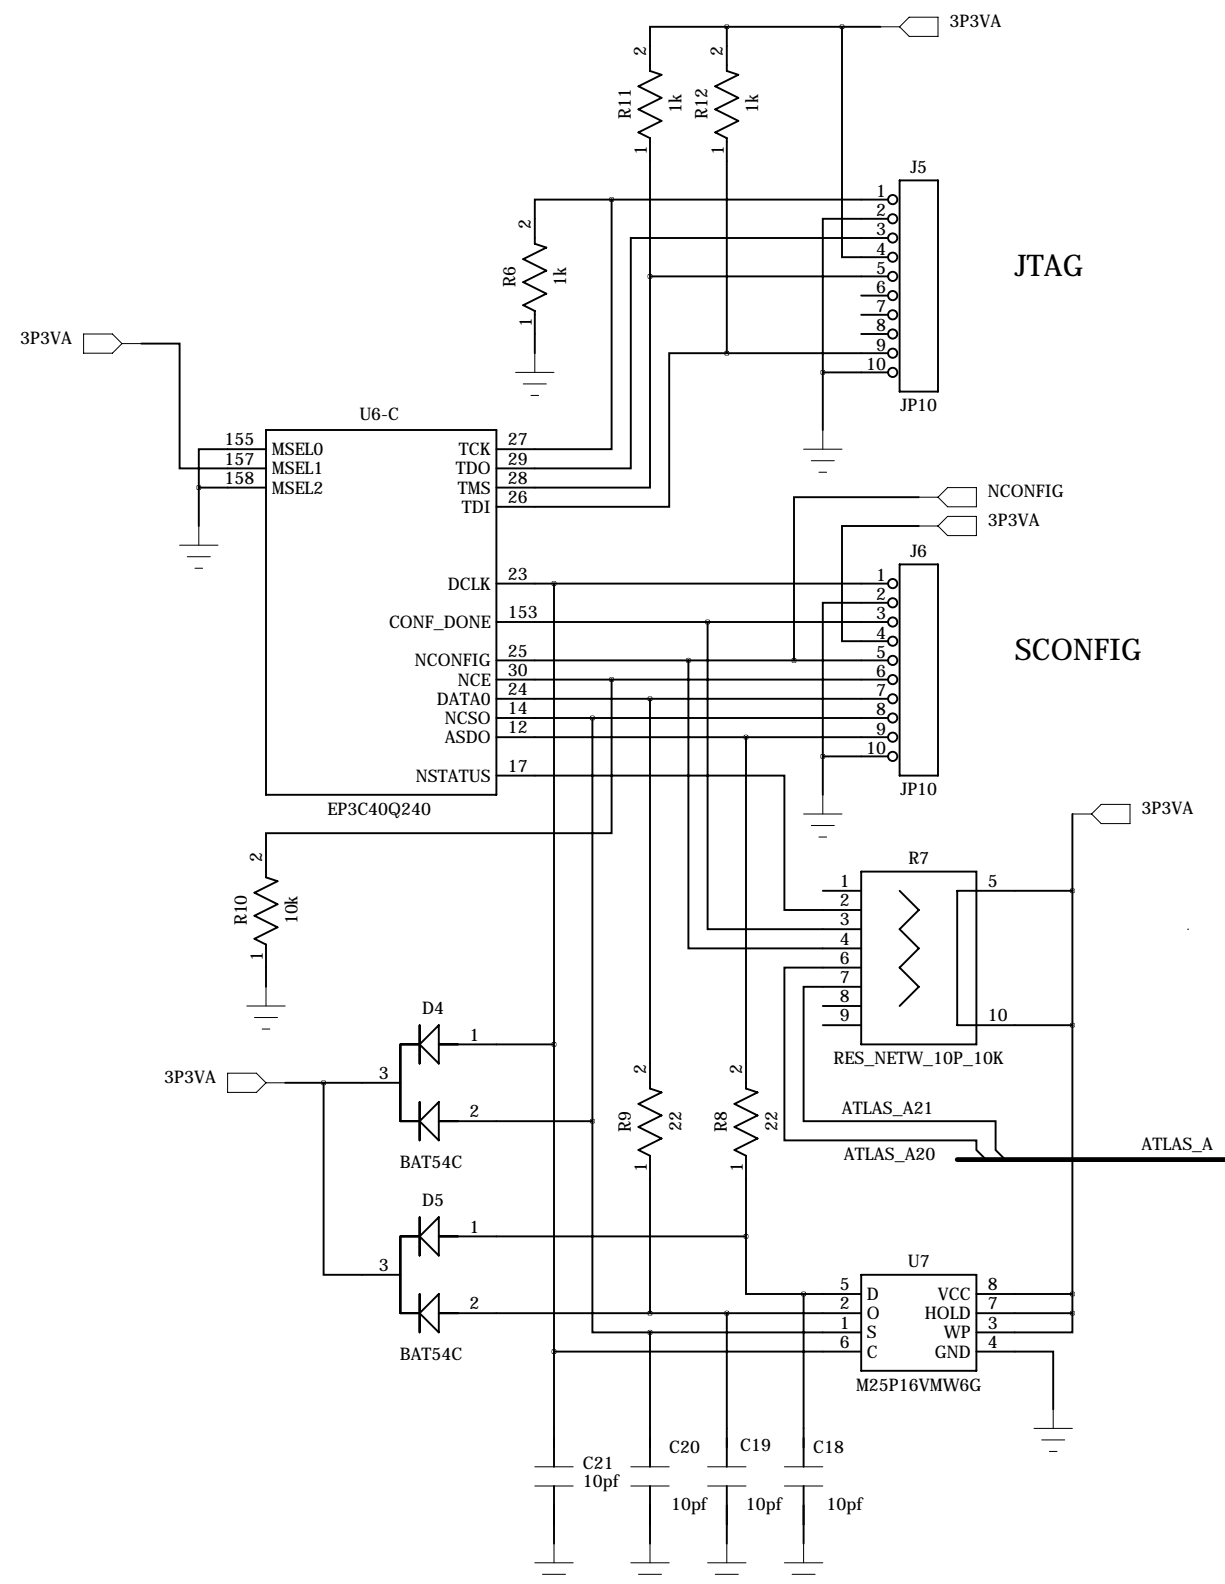 3P3VA
2
R11
1k
1
2
R12
1k
1
J5
1
2
3
4
5
6
7
8
9
10
JP10
JTAG
2
R6
1k
1
3P3VA
U6-C
155 MSEL0
157 MSEL1
158 MSEL2
TCK 27
TDO 29
TMS 28
TDI 26
DCLK 23
CONF_DONE 153
NCONFIG 25
NCE 30
DATA0 24
NCSO 14
ASDO 12
NSTATUS 17
EP3C40Q240
NCONFIG
3P3VA
J6
1
2
3
4
5
6
7
8
9
10
JP10
SCONFIG
3P3VA
R7
1
2
3
4
6
7
8
9
5
10
RES_NETW_10P_10K
2
R10
10k
1
D4
1
3P3VA
3
2
BAT54C
2
R9
22
1
2
R8
22
1
ATLAS_A21
ATLAS_A20
ATLAS_A
D5
1
3
2
BAT54C
U7
5 D VCC 8
2 O HOLD 7
1 S WP 3
6 C GND 4
M25P16VMW6G
C21
10pf
C20
10pf
C19
10pf
C18
10pf